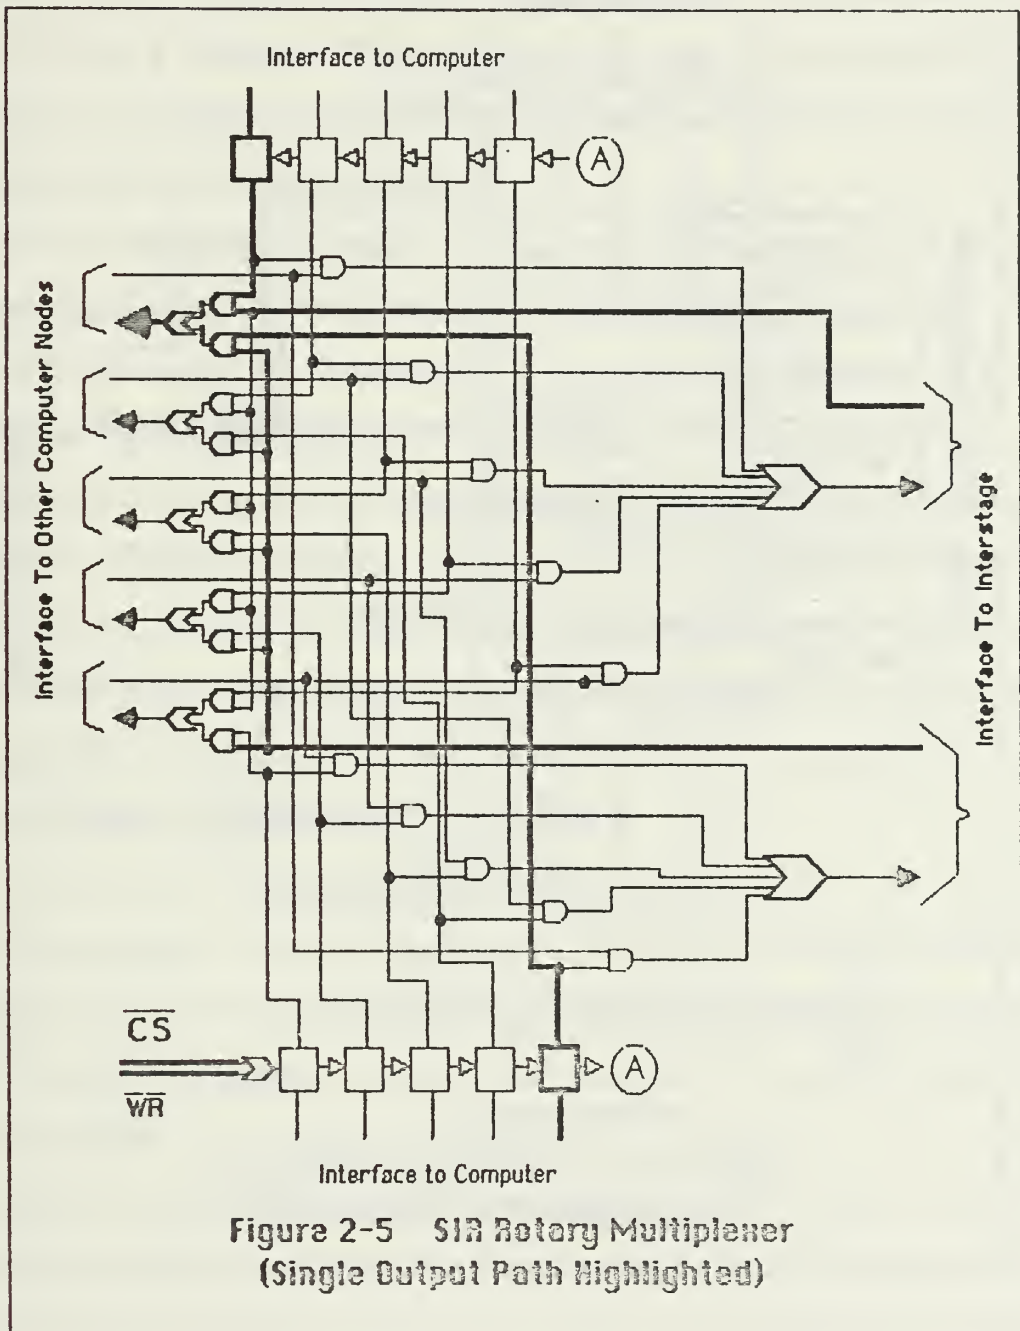 Interface to Computer
A
Interface To Other Computer Nodes
Interface To Interstage
CS
WR
A
Interface to Computer
Figure 2-5 SIR Rotary Multiplexer
(Single Output Path Highlighted)